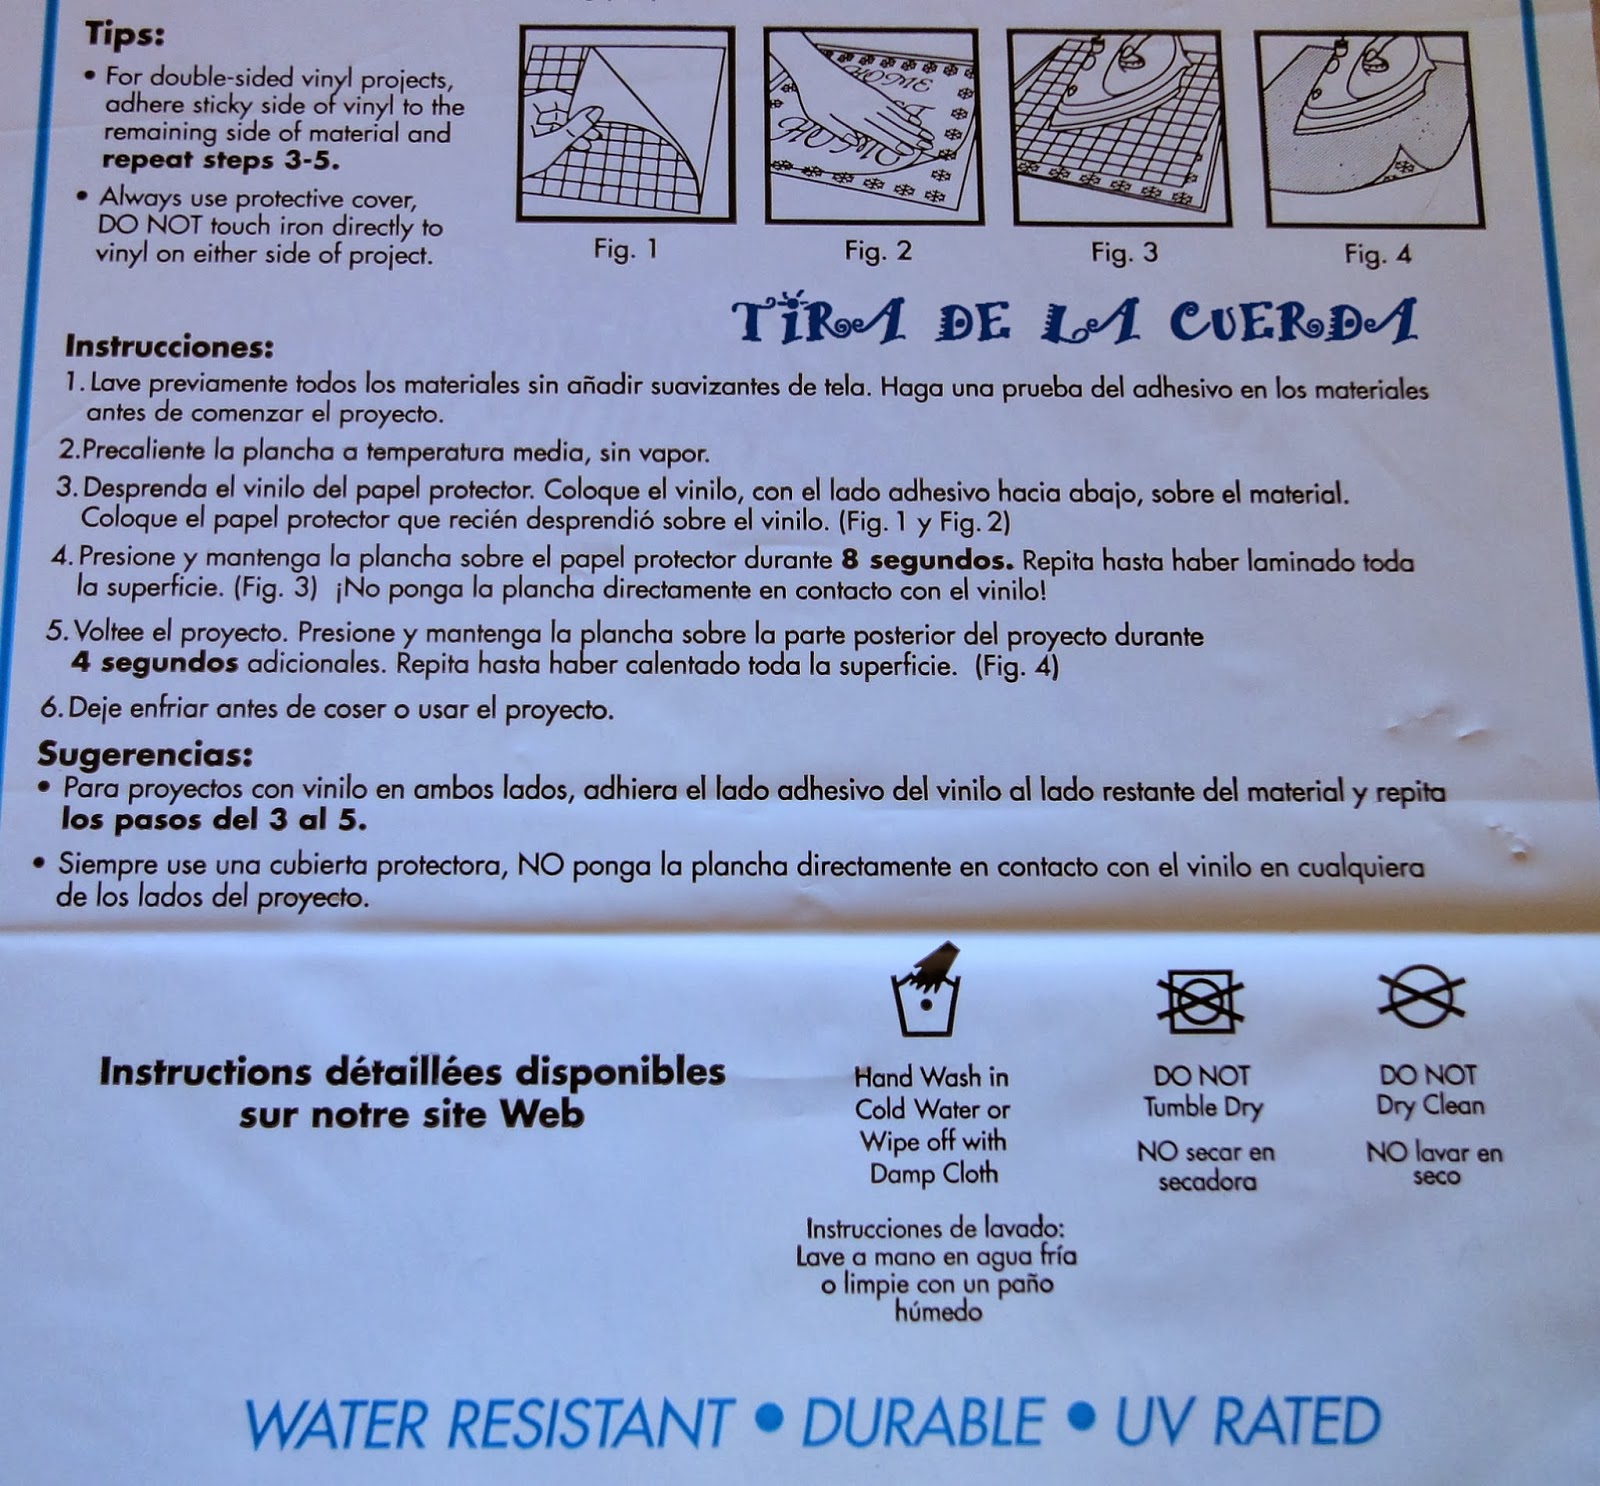 Tips:
• For double-sided vinyl projects,
adhere sticky side of vinyl to the
remaining side of material and
repeat steps 3-5.
• Always use protective cover,
DO NOT touch iron directly to
vinyl on either side of project.
Fig. 1
Fig. 2
Fig. 3
Fig. 4
TiRA DE LA CUERDA
Instrucciones:
1. Lave previamente todos los materiales sin añadir suavizantes de tela. Haga una prueba del adhesivo en los materiales
antes de comenzar el proyecto.
2.Precaliente la plancha a temperatura media, sin vapor.
3. Desprenda el vinilo del papel protector. Coloque el vinilo, con el lado adhesivo hacia abajo, sobre el material.
Coloque el papel protector que recién desprendió sobre el vinilo. (Fig. 1 y Fig. 2)
4. Presione y mantenga la plancha sobre el papel protector durante 8 segundos. Repita hasta haber laminado toda
la superficie. (Fig. 3) ¡No ponga la plancha directamente en contacto con el vinilo!
5. Voltee el proyecto. Presione y mantenga la plancha sobre la parte posterior del proyecto durante
4 segundos adicionales. Repita hasta haber calentado toda la superficie. (Fig. 4)
6. Deje enfriar antes de coser o usar el proyecto.
Sugerencias:
• Para proyectos con vinilo en ambos lados, adhiera el lado adhesivo del vinilo al lado restante del material y repita
los pasos del 3 al 5.
• Siempre use una cubierta protectora, NO ponga la plancha directamente en contacto con el vinilo en cualquiera
de los lados del proyecto.
Instructions détaillées disponibles
sur notre site Web
Hand Wash in
Cold Water or
Wipe off with
Damp Cloth
Instrucciones de lavado:
Lave a mano en agua fría
o limpie con un paño
húmedo
DO NOT
Tumble Dry
NO secar en
secadora
DO NOT
Dry Clean
NO lavar en
seco
WATER RESISTANT • DURABLE • UV RATED